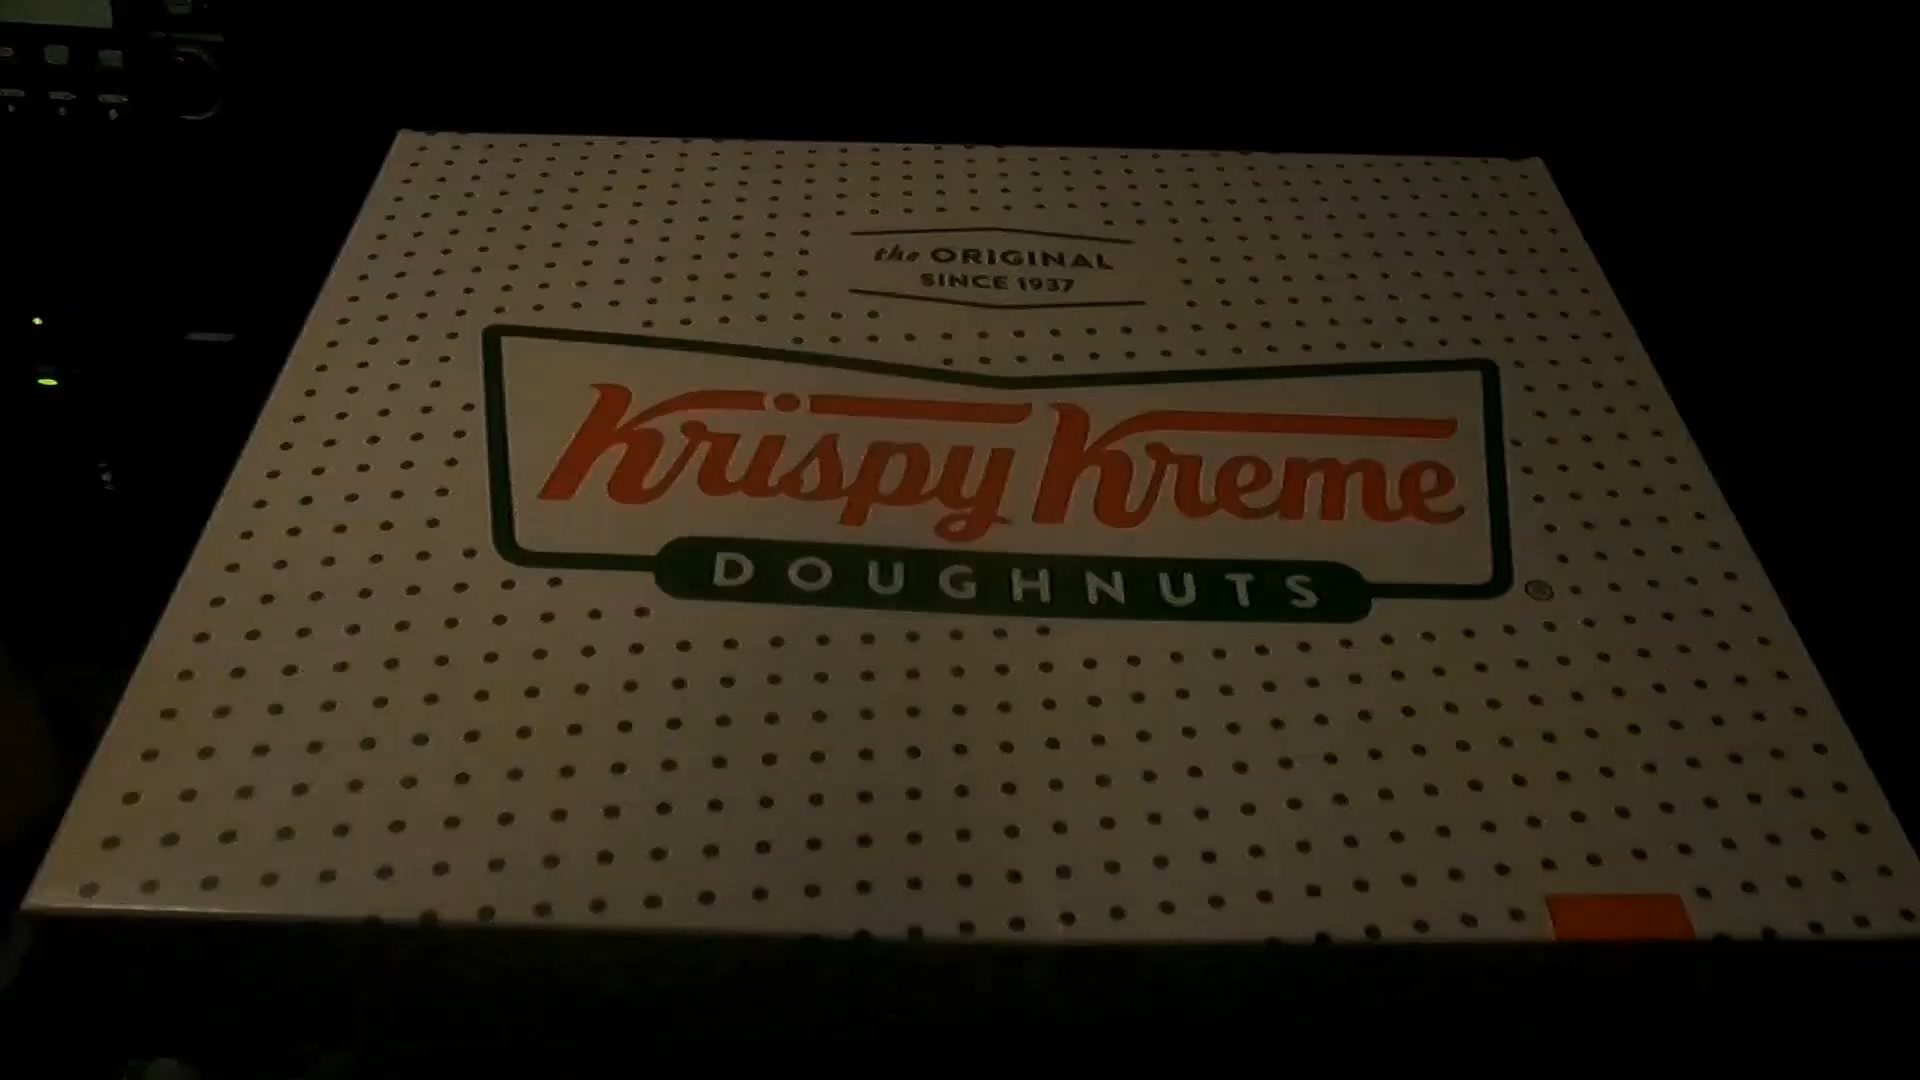 the ORIGINAL
SINCE 1937
Krispy Kreme
DOUGHNUTS
®